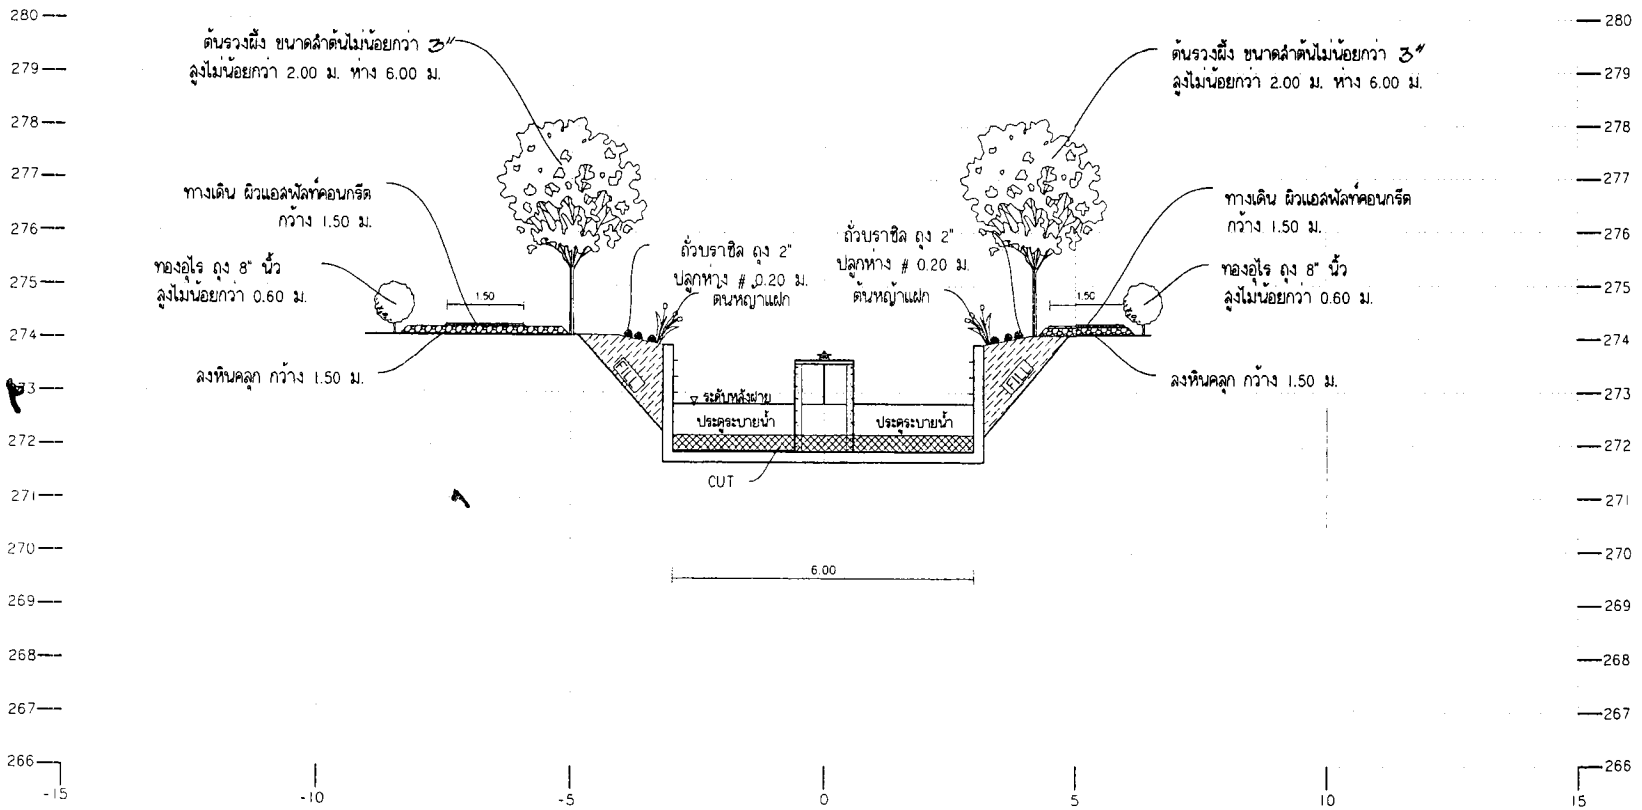 280
279
278
277
276
275
274
273
272
271
270
269
268
267
266
ต้นรวงผึ้ง ขนาดลำต้นไม่น้อยกว่า 3"
สูงไม่น้อยกว่า 2.00 ม. ห่าง 6.00 ม.
ทางเดิน ผิวแอสฟัลท์คอนกรีต
กว้าง 1.50 ม.
ทองอุไร ถุง 8" นิ้ว
สูงไม่น้อยกว่า 0.60 ม.
ลงหินคลุก กว้าง 1.50 ม.
1.50
ถั่วบราซิล ถุง 2"
ปลูกห่าง # 0.20 ม.
ต้นหญ้าแฝก
FILL
ถั่วบราซิล ถุง 2"
ปลูกห่าง # 0.20 ม.
ต้นหญ้าแฝก
FILL
ระดับหลังฝาย
ประตูระบายน้ำ
ประตูระบายน้ำ
CUT
6.00
ต้นรวงผึ้ง ขนาดลำต้นไม่น้อยกว่า 3"
สูงไม่น้อยกว่า 2.00 ม. ห่าง 6.00 ม.
ทางเดิน ผิวแอสฟัลท์คอนกรีต
กว้าง 1.50 ม.
1.50
ทองอุไร ถุง 8" นิ้ว
สูงไม่น้อยกว่า 0.60 ม.
ลงหินคลุก กว้าง 1.50 ม.
280
279
278
277
276
275
274
273
272
271
270
269
268
267
266
-15
-10
-5
0
5
10
15